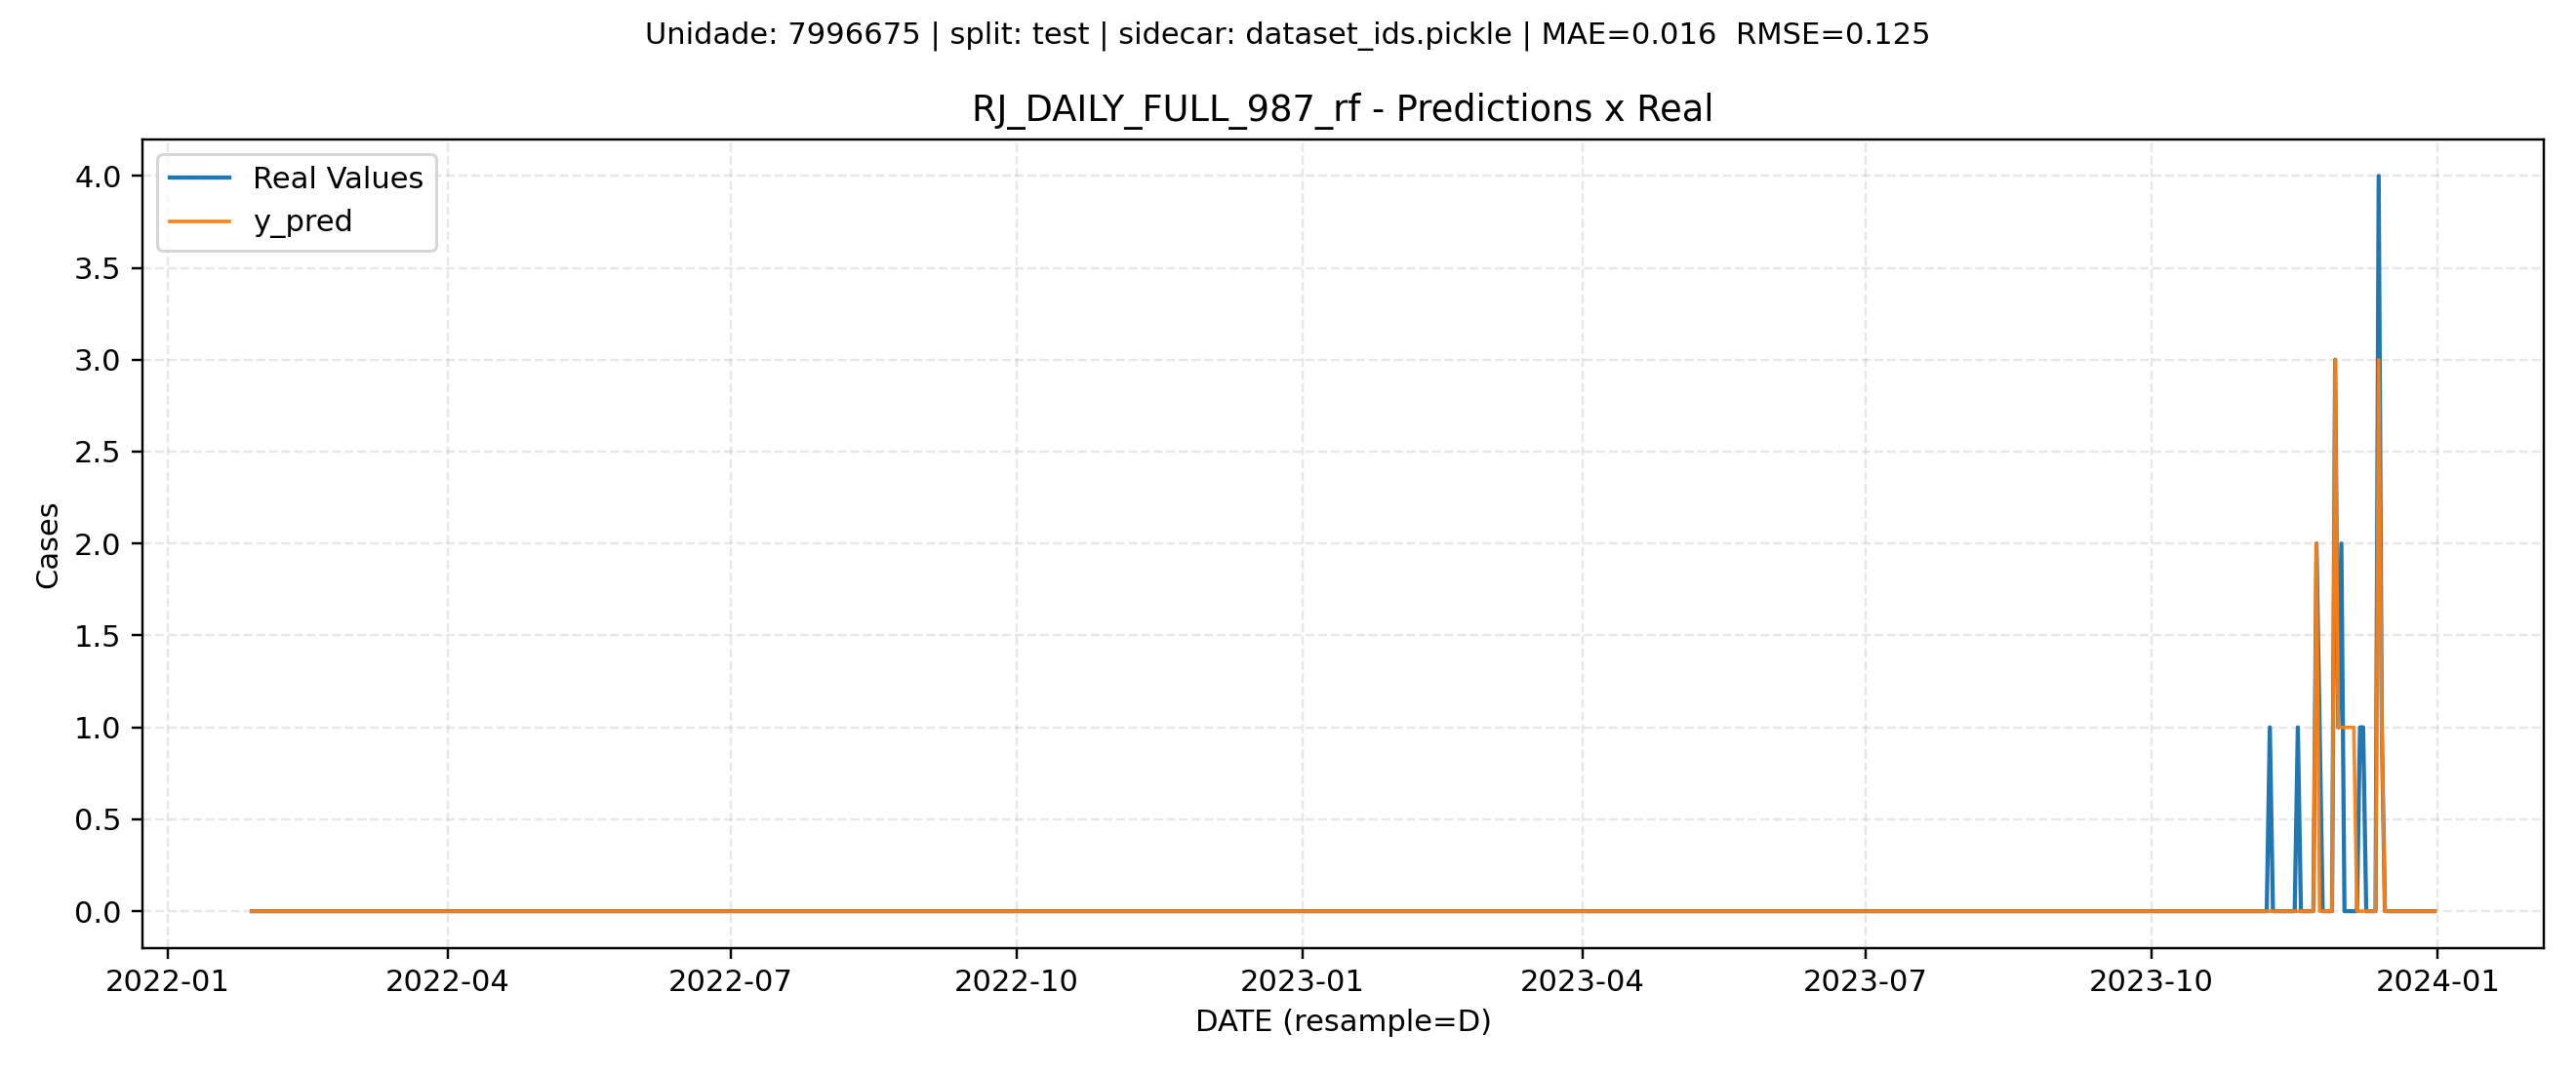 Unidade: 7996675 | split: test | sidecar: dataset_ids.pickle | MAE=0.016  RMSE=0.125
RJ_DAILY_FULL_987_rf - Predictions x Real
Real Values
y_pred
4.0
3.5
3.0
2.5
2.0
1.5
1.0
0.5
0.0
Cases
2022-01 2022-04 2022-07 2022-10 2023-01 2023-04 2023-07 2023-10 2024-01
DATE (resample=D)